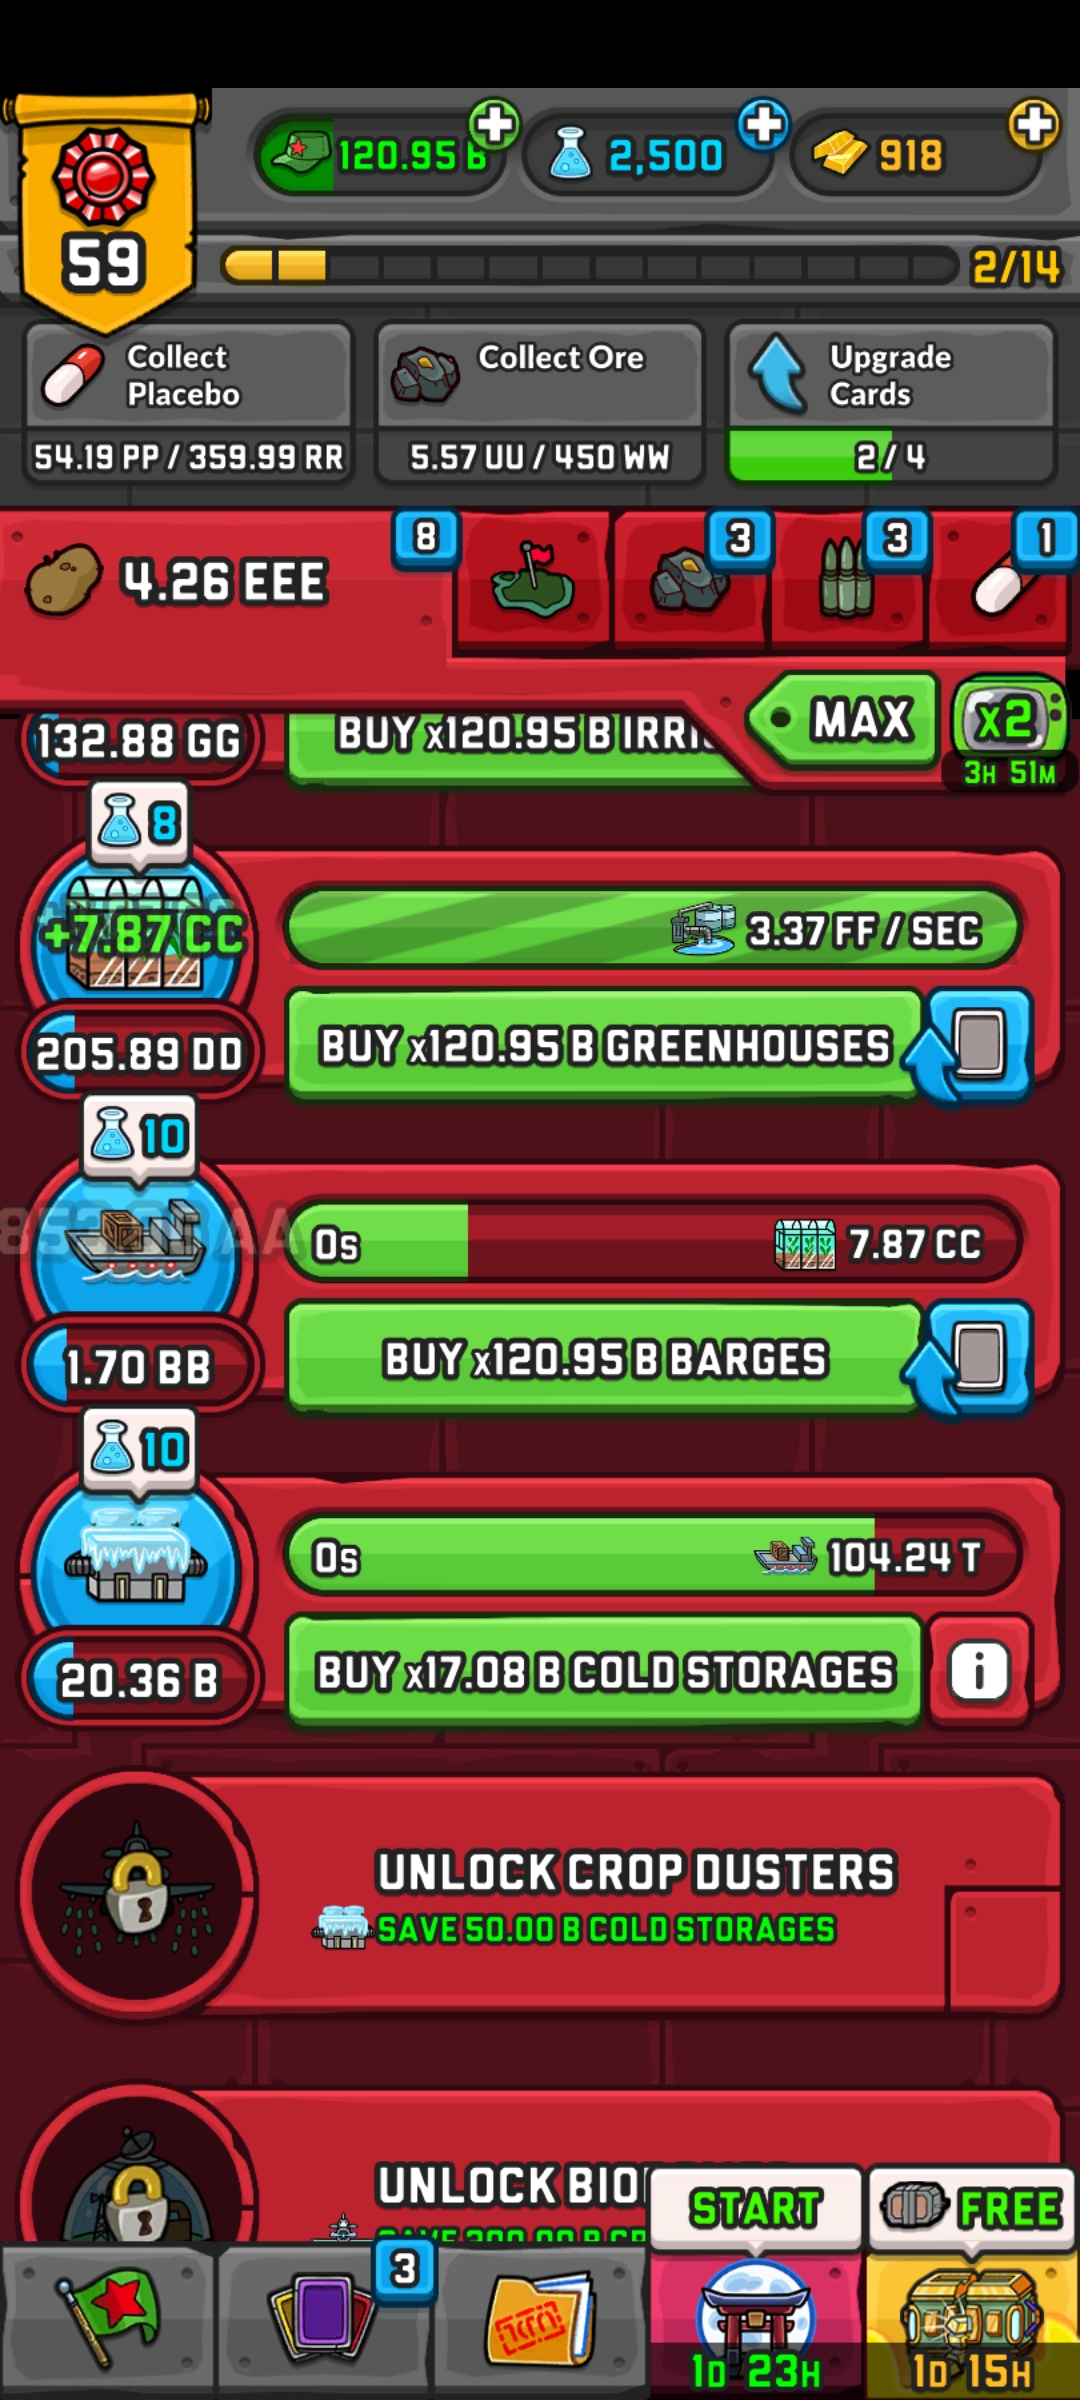 120.95 B
2,500
918
59
2/14
Collect Placebo
54.19 PP / 359.99 RR
Collect Ore
5.57 UU / 450 WW
Upgrade Cards
2 / 4
4.26 EEE
8
3
3
1
MAX
x2
3H 51M
132.88 GG
BUY x120.95 B
8
+7.87 CC
3.37 FF / SEC
205.89 DD
BUY x120.95 B GREENHOUSES
10
0s
7.87 CC
1.70 BB
BUY x120.95 B BARGES
10
0s
104.24 T
20.36 B
BUY x17.08 B COLD STORAGES
i
UNLOCK CROP DUSTERS
SAVE 50.00 B COLD STORAGES
UNLOCK
START
FREE
3
1D 23H
1D 15H